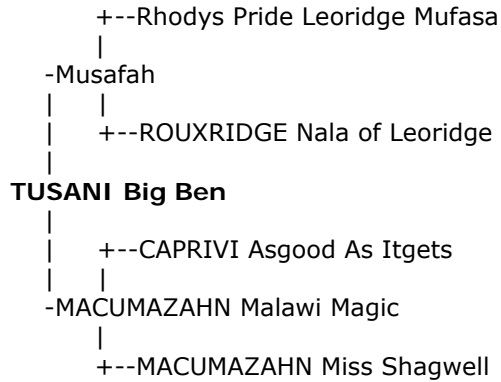 +--Rhodys Pride Leoridge Mufasa
|
-Musafah
| |
| +--ROUXRIDGE Nala of Leoridge
|
TUSANI Big Ben
|
| +--CAPRIVI Asgood As Itgets
| |
-MACUMAZAHN Malawi Magic
|
+--MACUMAZAHN Miss Shagwell